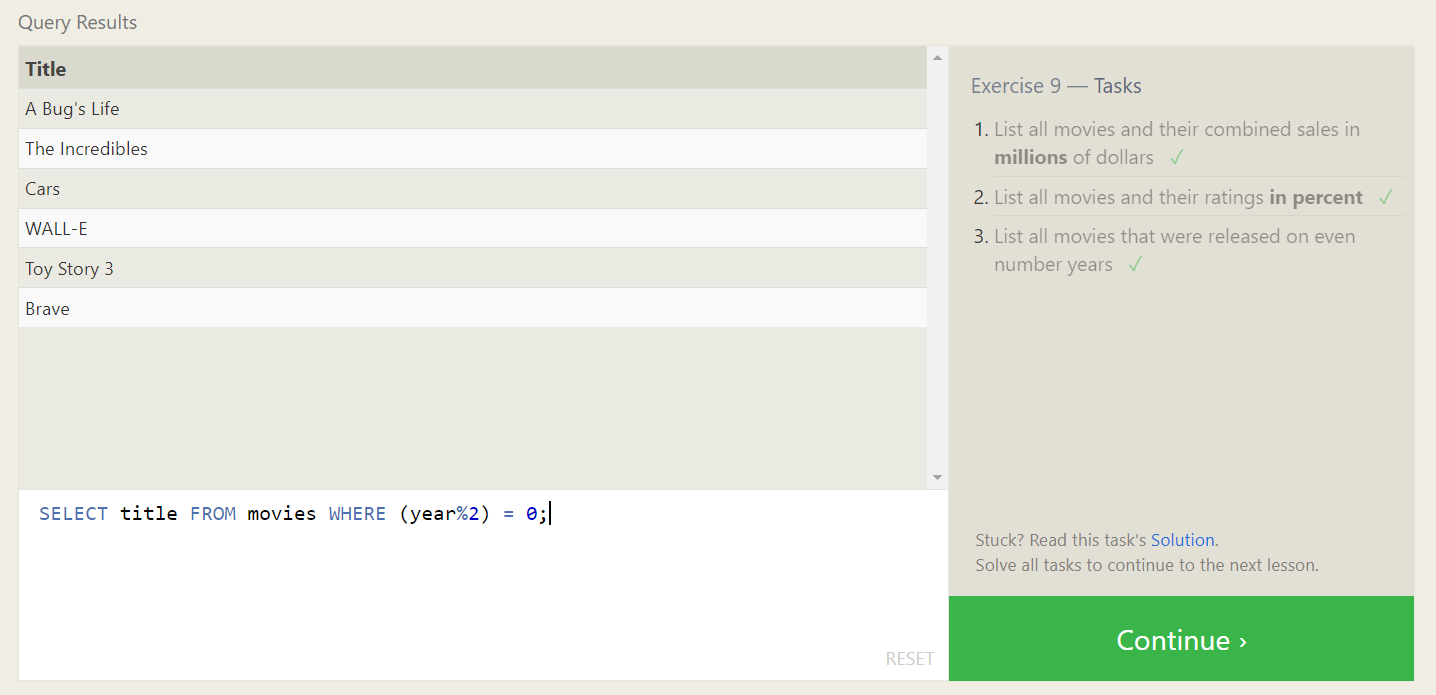 Query Results
Title
A Bug's Life
The Incredibles
Cars
WALL-E
Toy Story 3
Brave
SELECT title FROM movies WHERE (year%2) = 0;
RESET
Exercise 9 — Tasks
1. List all movies and their combined sales in
millions of dollars ✓
2. List all movies and their ratings in percent ✓
3. List all movies that were released on even
number years ✓
Stuck? Read this task's Solution.
Solve all tasks to continue to the next lesson.
Continue ›